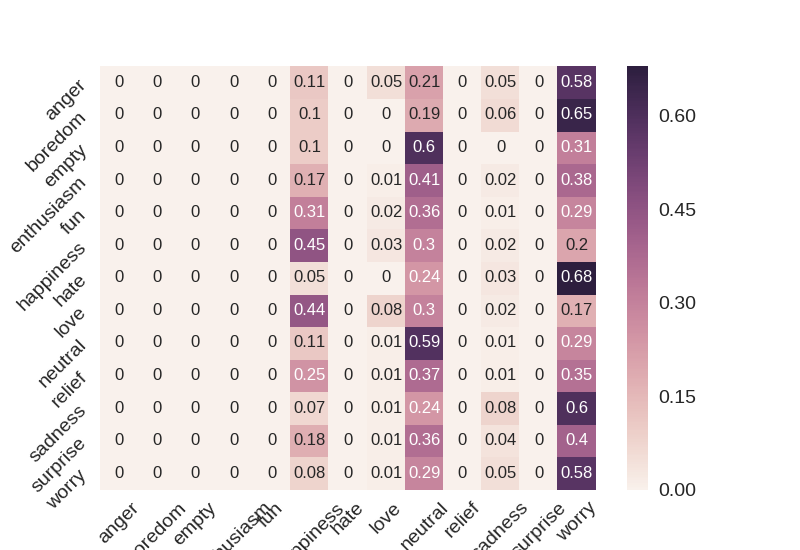 anger 0 0 0 0 0 0.11 0 0.05 0.21 0 0.05 0 0.58
boredom 0 0 0 0 0 0.1 0 0 0.19 0 0.06 0 0.65
empty 0 0 0 0 0 0.1 0 0 0.6 0 0 0 0.31
enthusiasm 0 0 0 0 0 0.17 0 0.01 0.41 0 0.02 0 0.38
fun 0 0 0 0 0 0.31 0 0.02 0.36 0 0.01 0 0.29
happiness 0 0 0 0 0 0.45 0 0.03 0.3 0 0.02 0 0.2
hate 0 0 0 0 0 0.05 0 0 0.24 0 0.03 0 0.68
love 0 0 0 0 0 0.44 0 0.08 0.3 0 0.02 0 0.17
neutral 0 0 0 0 0 0.11 0 0.01 0.59 0 0.01 0 0.29
relief 0 0 0 0 0 0.25 0 0.01 0.37 0 0.01 0 0.35
sadness 0 0 0 0 0 0.07 0 0.01 0.24 0 0.08 0 0.6
surprise 0 0 0 0 0 0.18 0 0.01 0.36 0 0.04 0 0.4
worry 0 0 0 0 0 0.08 0 0.01 0.29 0 0.05 0 0.58
anger oredom empty husiasm fun ppiness hate love neutral relief sadness surprise worry
0.60
0.45
0.30
0.15
0.00